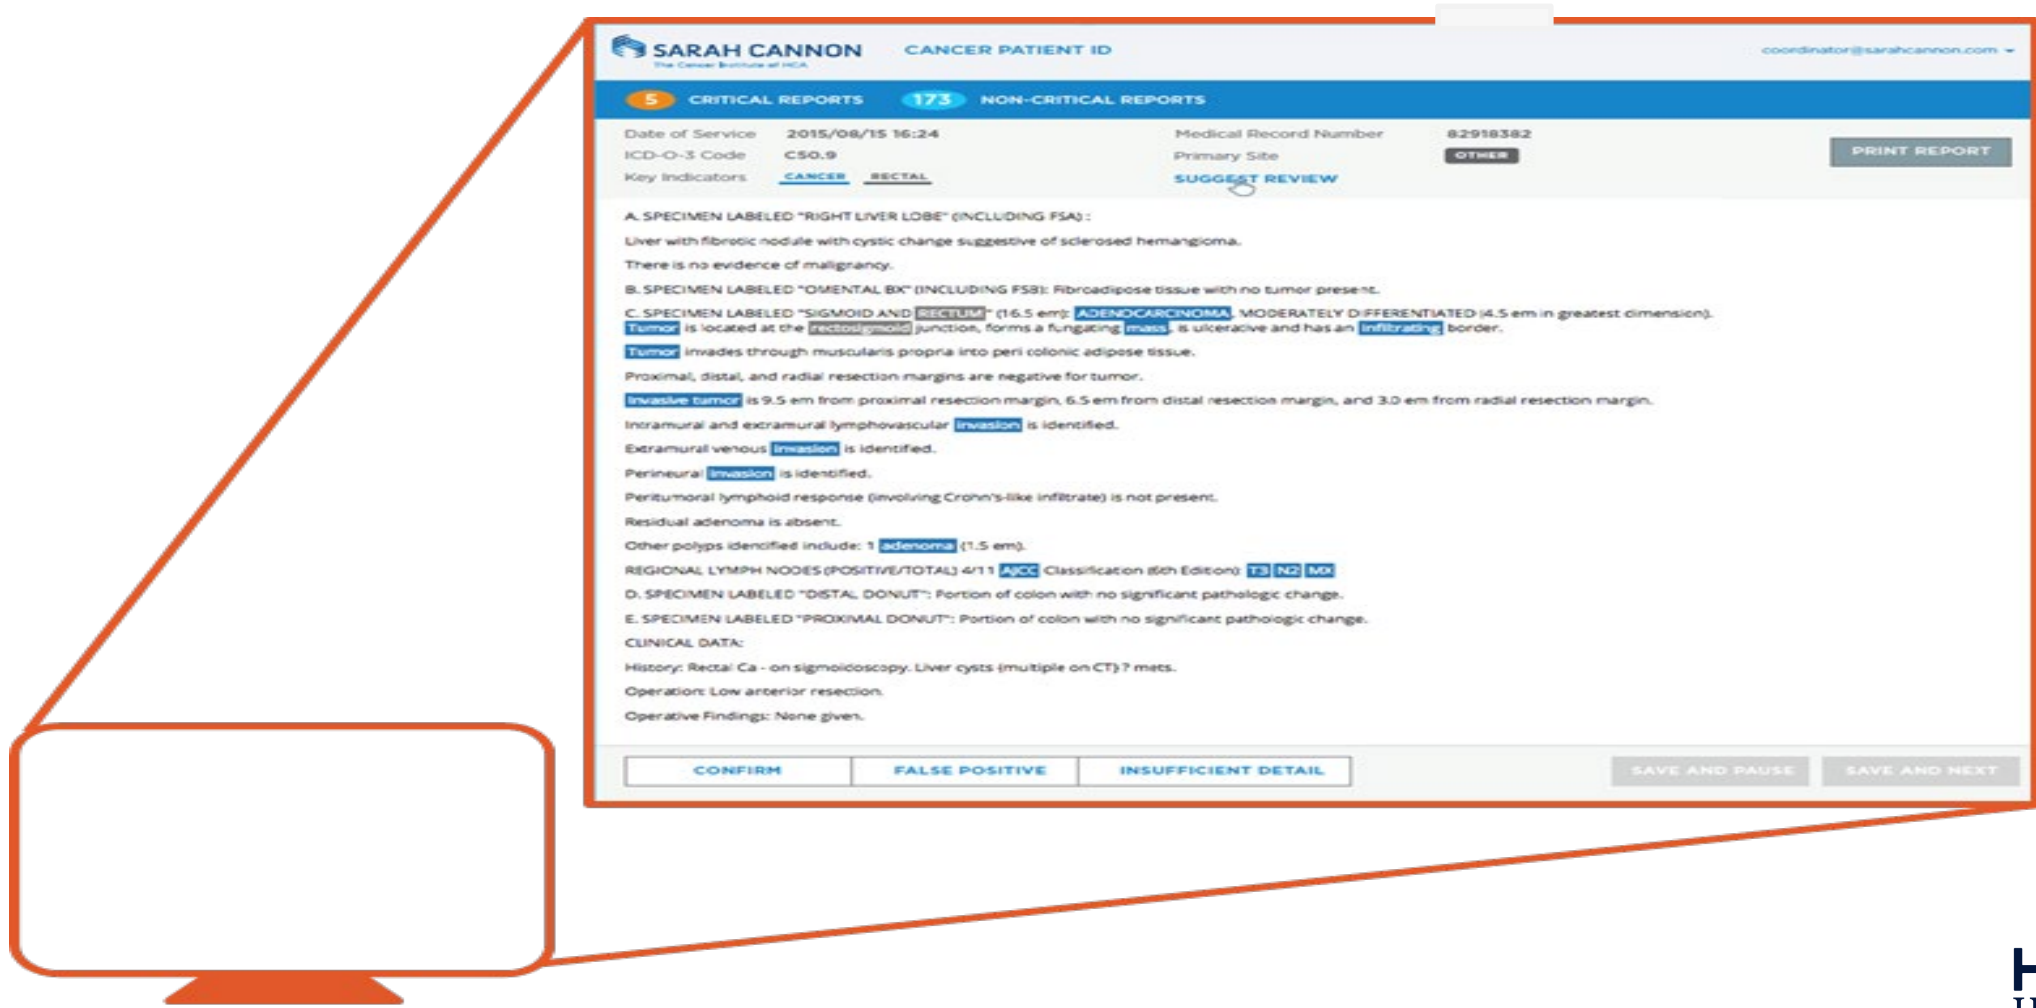 SARAH CANNON
The Cancer Institute of HCA
CANCER PATIENT ID
coordinator@sarahcannon.com
5 CRITICAL REPORTS 173 NON-CRITICAL REPORTS
Date of Service 2015/08/15 16:24 Medical Record Number 82918382
ICD-O-3 Code C50.9 Primary Site OTHER
PRINT REPORT
Key Indicators CANCER RECTAL SUGGEST REVIEW
A. SPECIMEN LABELED "RIGHT LIVER LOBE" (INCLUDING FSA) :
Liver with fibrotic nodule with cystic change suggestive of sclerosed hemangioma.
There is no evidence of malignancy.
B. SPECIMEN LABELED "OMENTAL BX" (INCLUDING FSB): Fibroadipose tissue with no tumor present.
C. SPECIMEN LABELED "SIGMOID AND RECTUM" (16.5 em): ADENOCARCINOMA, MODERATELY DIFFERENTIATED (4.5 em in greatest dimension).
Tumor is located at the rectosigmoid junction, forms a fungating mass, is ulcerative and has an infiltrating border.
Tumor invades through muscularis propria into peri colonic adipose tissue.
Proximal, distal, and radial resection margins are negative for tumor.
Invasive tumor is 9.5 em from proximal resection margin, 6.5 em from distal resection margin, and 3.0 em from radial resection margin.
Intramural and extramural lymphovascular invasion is identified.
Extramural venous invasion is identified.
Perineural invasion is identified.
Peritumoral lymphoid response (involving Crohn's-like infiltrate) is not present.
Residual adenoma is absent.
Other polyps identified include: 1 adenoma (1.5 em).
REGIONAL LYMPH NODES (POSITIVE/TOTAL) 4/11 AJCC Classification (6th Edition): T3 N2 MX
D. SPECIMEN LABELED "DISTAL DONUT": Portion of colon with no significant pathologic change.
E. SPECIMEN LABELED "PROXIMAL DONUT": Portion of colon with no significant pathologic change.
CLINICAL DATA:
History: Rectal Ca - on sigmoidoscopy. Liver cysts (multiple on CT) ? mets.
Operation: Low anterior resection.
Operative Findings: None given.
CONFIRM FALSE POSITIVE INSUFFICIENT DETAIL SAVE AND PAUSE SAVE AND NEXT